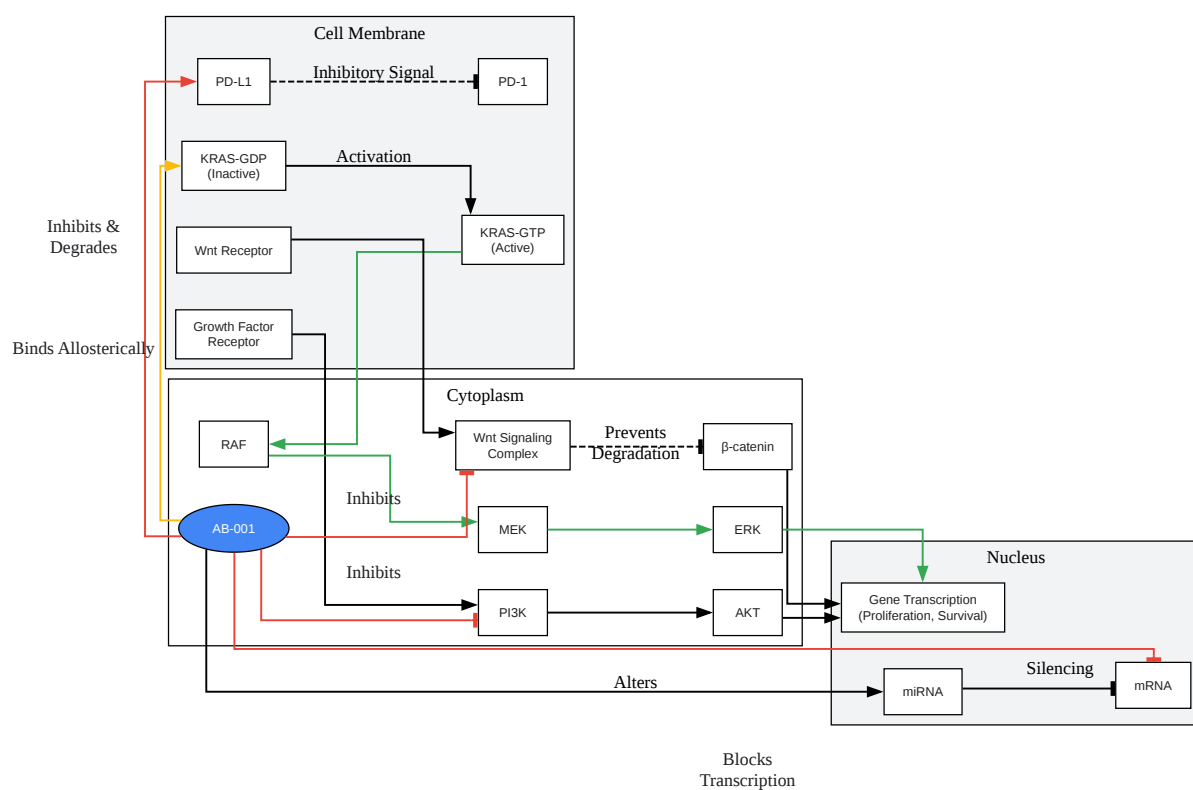 Cell Membrane
PD-L1
Inhibitory Signal
PD-1
KRAS-GDP
(Inactive)
Activation
KRAS-GTP
(Active)
Wnt Receptor
Inhibits &
Degrades
Growth Factor
Receptor
Binds Allosterically
Cytoplasm
RAF
Wnt Signaling
Complex
Prevents
Degradation
β-catenin
Inhibits
AB-001
MEK
ERK
Nucleus
Inhibits
PI3K
AKT
Gene Transcription
(Proliferation, Survival)
Alters
miRNA
Silencing
mRNA
Blocks
Transcription